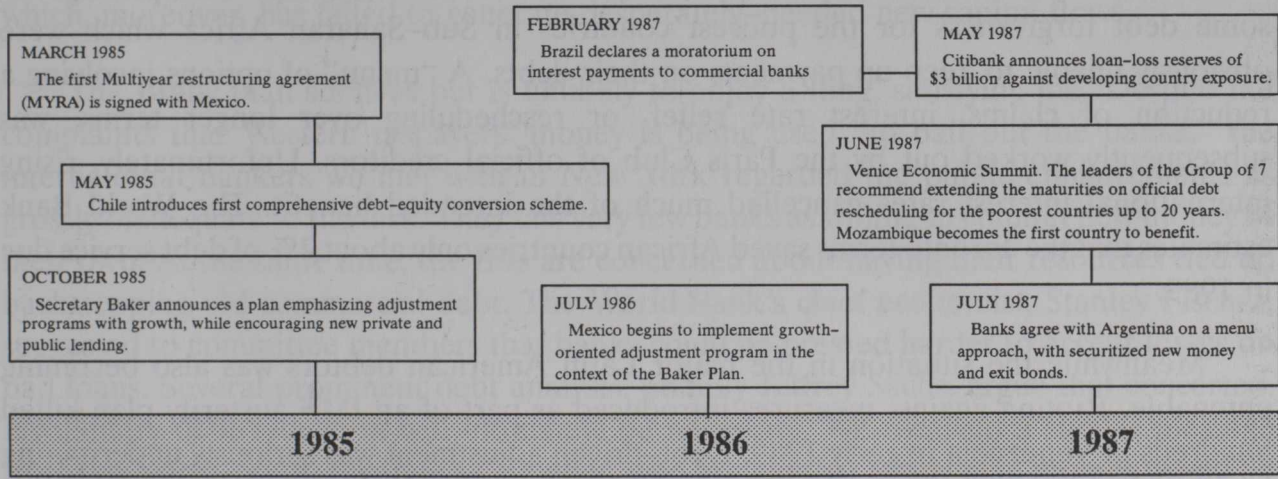 MARCH 1985
The first Multiyear restructuring agreement
(MYRA) is signed with Mexico.
MAY 1985
Chile introduces first comprehensive debt-equity conversion scheme.
OCTOBER 1985
Secretary Baker announces a plan emphasizing adjustment
programs with growth, while encouraging new private and
public lending.
FEBRUARY 1987
Brazil declares a moratorium on
interest payments to commercial banks.
JULY 1986
Mexico begins to implement growth-
oriented adjustment program in the
context of the Baker Plan.
MAY 1987
Citibank announces loan-loss reserves of
$3 billion against developing country exposure.
JUNE 1987
Venice Economic Summit. The leaders of the Group of 7
recommend extending the maturities on official debt
rescheduling for the poorest countries up to 20 years.
Mozambique becomes the first country to benefit.
JULY 1987
Banks agree with Argentina on a menu
approach, with securitized new money
and exit bonds.
1985
1986
1987